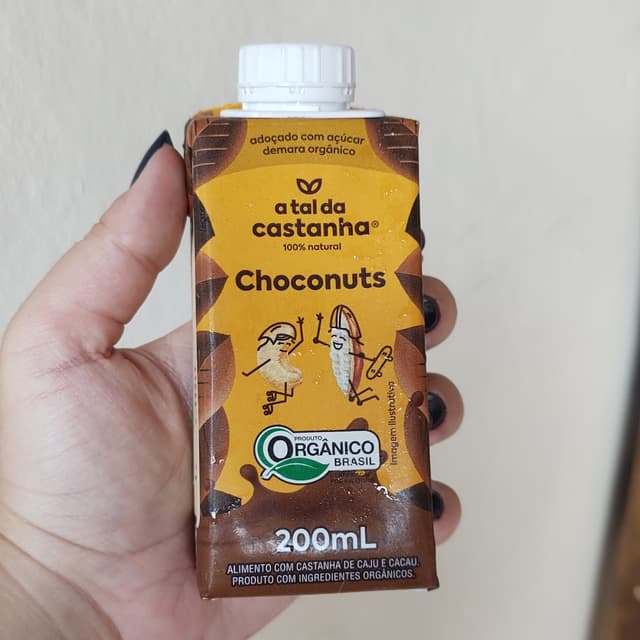 adoçado com açúcar
demara orgânico
a tal da
castanha®
100% natural
Choconuts
Imagem ilustrativa
PRODUTO
ORGÂNICO
BRASIL
200mL
ALIMENTO COM CASTANHA DE CAJU E CACAU.
PRODUTO COM INGREDIENTES ORGÂNICOS.